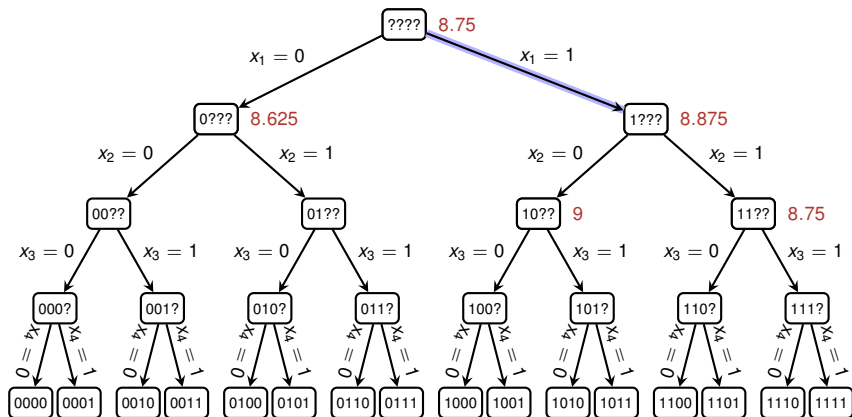 ???? 8.75
x₁ = 0 x₁ = 1
0??? 8.625 1??? 8.875
x₂ = 0 x₂ = 1 x₂ = 0 x₂ = 1
00?? 01?? 10?? 9 11?? 8.75
x₃ = 0 x₃ = 1 x₃ = 0 x₃ = 1 x₃ = 0 x₃ = 1 x₃ = 0 x₃ = 1
000? 001? 010? 011? 100? 101? 110? 111?
x₄ = 0 x₄ = 1 x₄ = 0 x₄ = 1 x₄ = 0 x₄ = 1 x₄ = 0 x₄ = 1 x₄ = 0 x₄ = 1 x₄ = 0 x₄ = 1 x₄ = 0 x₄ = 1 x₄ = 0 x₄ = 1
0000 0001 0010 0011 0100 0101 0110 0111 1000 1001 1010 1011 1100 1101 1110 1111